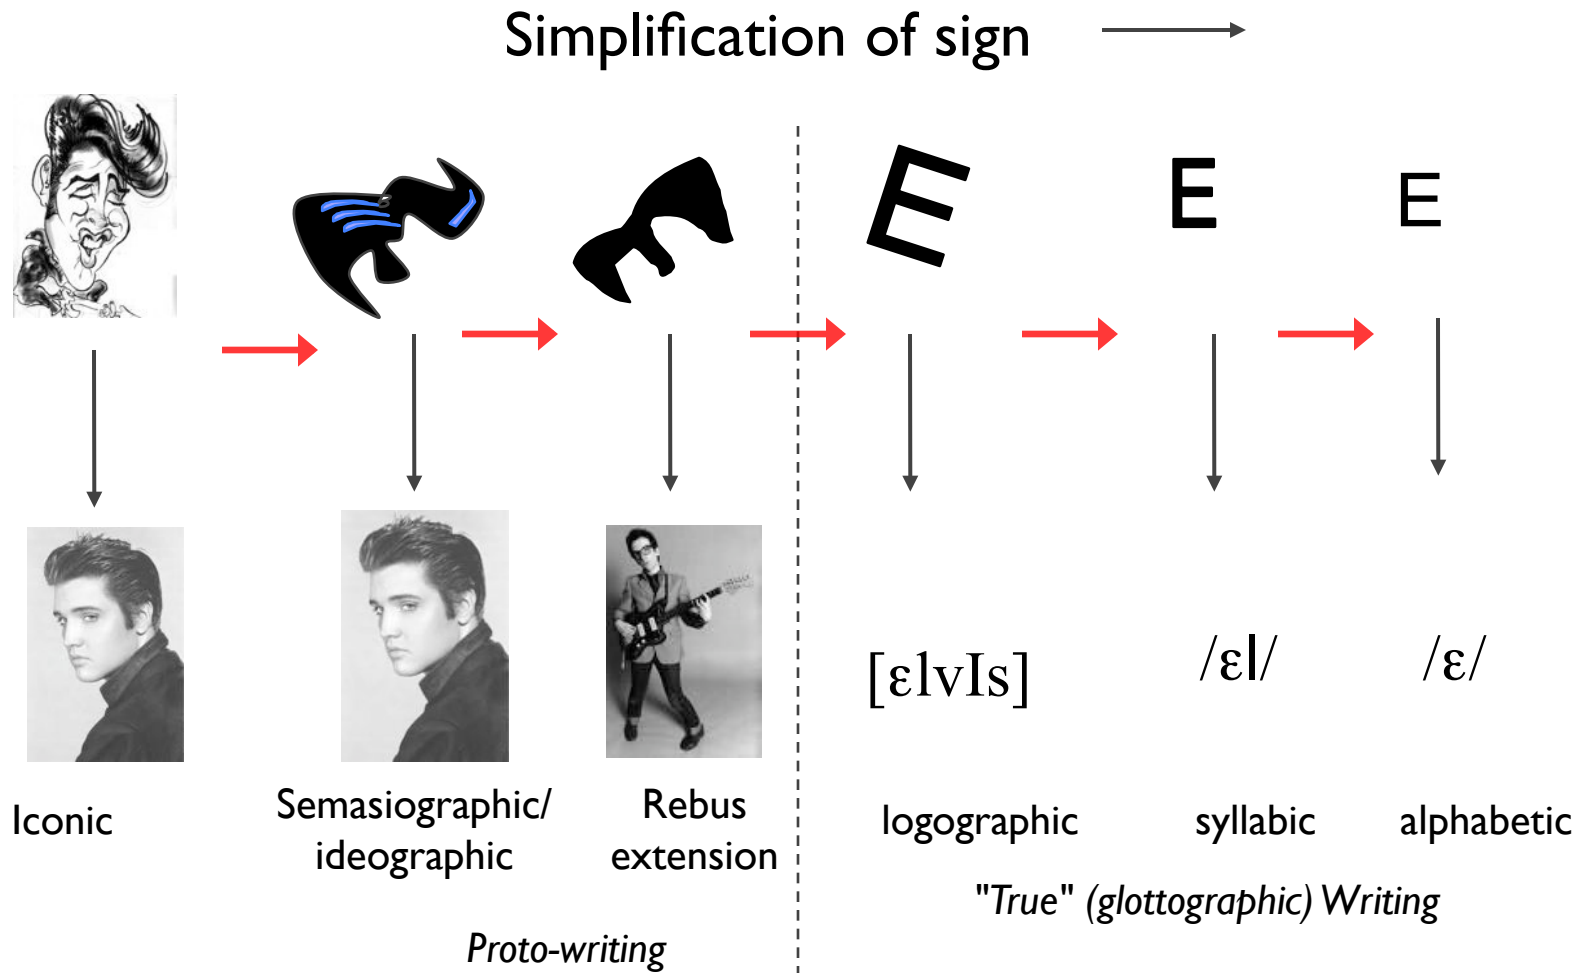 Simplification of sign
E
E
E
[ɛlvIs]
/ɛl/
/ɛ/
Iconic
Semasiographic/
ideographic
Rebus
extension
logographic
syllabic
alphabetic
"True" (glottographic) Writing
Proto-writing